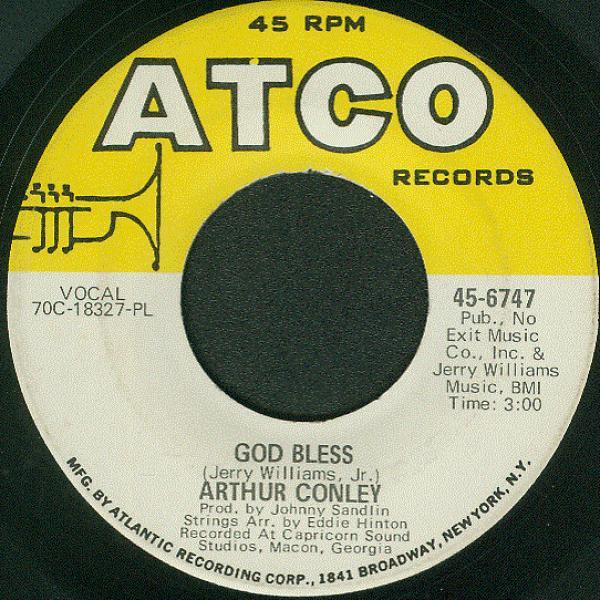 45 RPM
ATCO
RECORDS
VOCAL
70C-18327-PL
45-6747
Pub., No
Exit Music
Co., Inc. &
Jerry Williams
Music, BMI
Time: 3:00
GOD BLESS
(Jerry Williams, Jr.)
ARTHUR CONLEY
Prod. by Johnny Sandlin
Strings Arr. by Eddie Hinton
Recorded At Capricorn Sound
Studios, Macon, Georgia
MFG. BY ATLANTIC RECORDING CORP., 1841 BROADWAY, NEW YORK, N.Y.